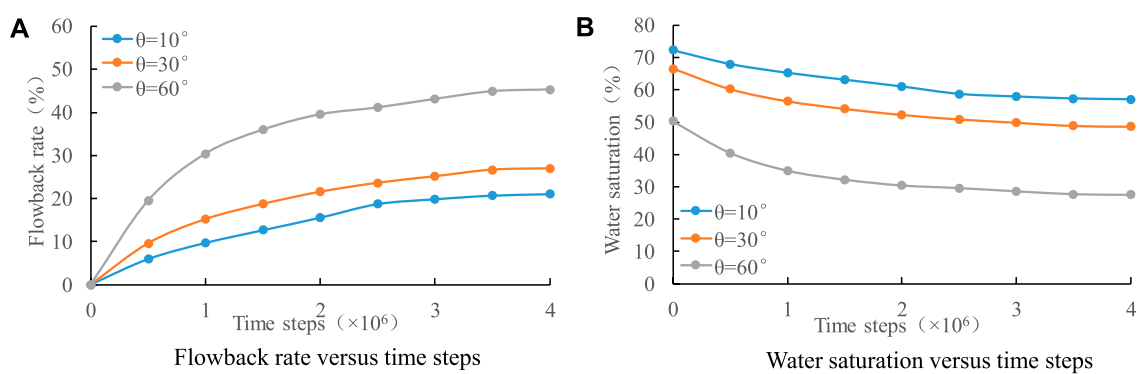 A
60
50
40
30
20
10
0
Flowback rate（%）
θ=10°
θ=30°
θ=60°
0 1 2 3 4
Time steps（×10⁶）
Flowback rate versus time steps
B
80
70
60
50
40
30
20
10
0
Water saturation（%）
θ=10°
θ=30°
θ=60°
0 1 2 3 4
Time steps（×10⁶）
Water saturation versus time steps